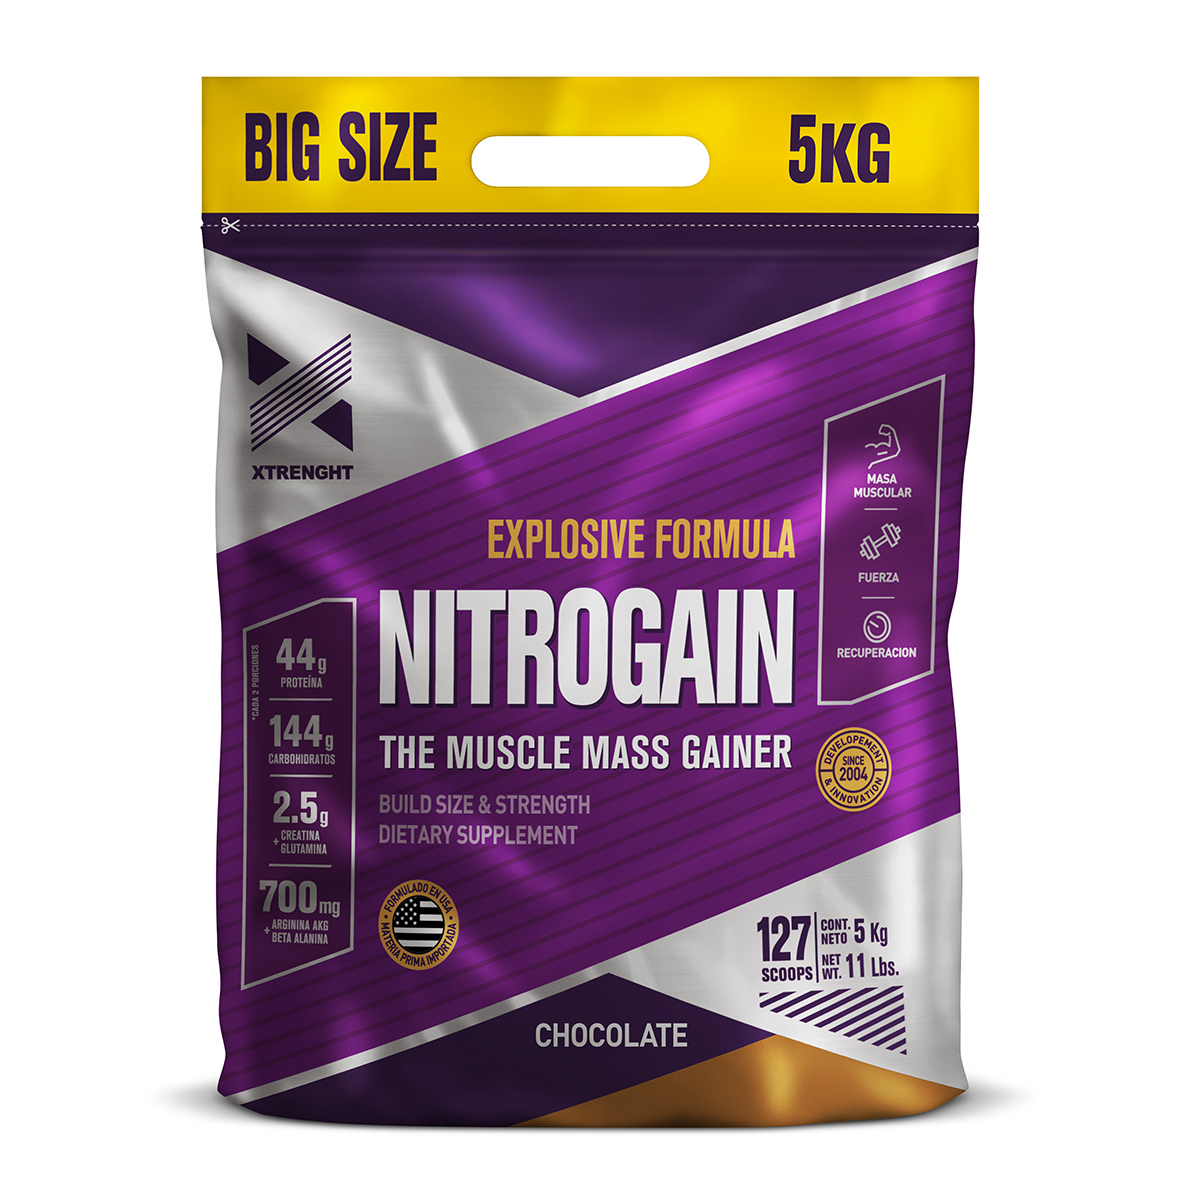 BIG SIZE
5KG
XTRENGHT
MASA
MUSCULAR
FUERZA
RECUPERACION
EXPLOSIVE FORMULA
NITROGAIN
THE MUSCLE MASS GAINER
BUILD SIZE & STRENGTH
DIETARY SUPPLEMENT
*CADA 2 PORCIONES
44g
PROTEÍNA
144g
CARBOHIDRATOS
2.5g
+ CREATINA
GLUTAMINA
700mg
+ ARGININA AKG
BETA ALANINA
DEVELOPEMENT
SINCE
2004
& INNOVATION
FORMULADO EN USA
MATERIA PRIMA IMPORTADA
127
SCOOPS
CONT.
NETO 5 Kg
NET
WT. 11 Lbs.
CHOCOLATE